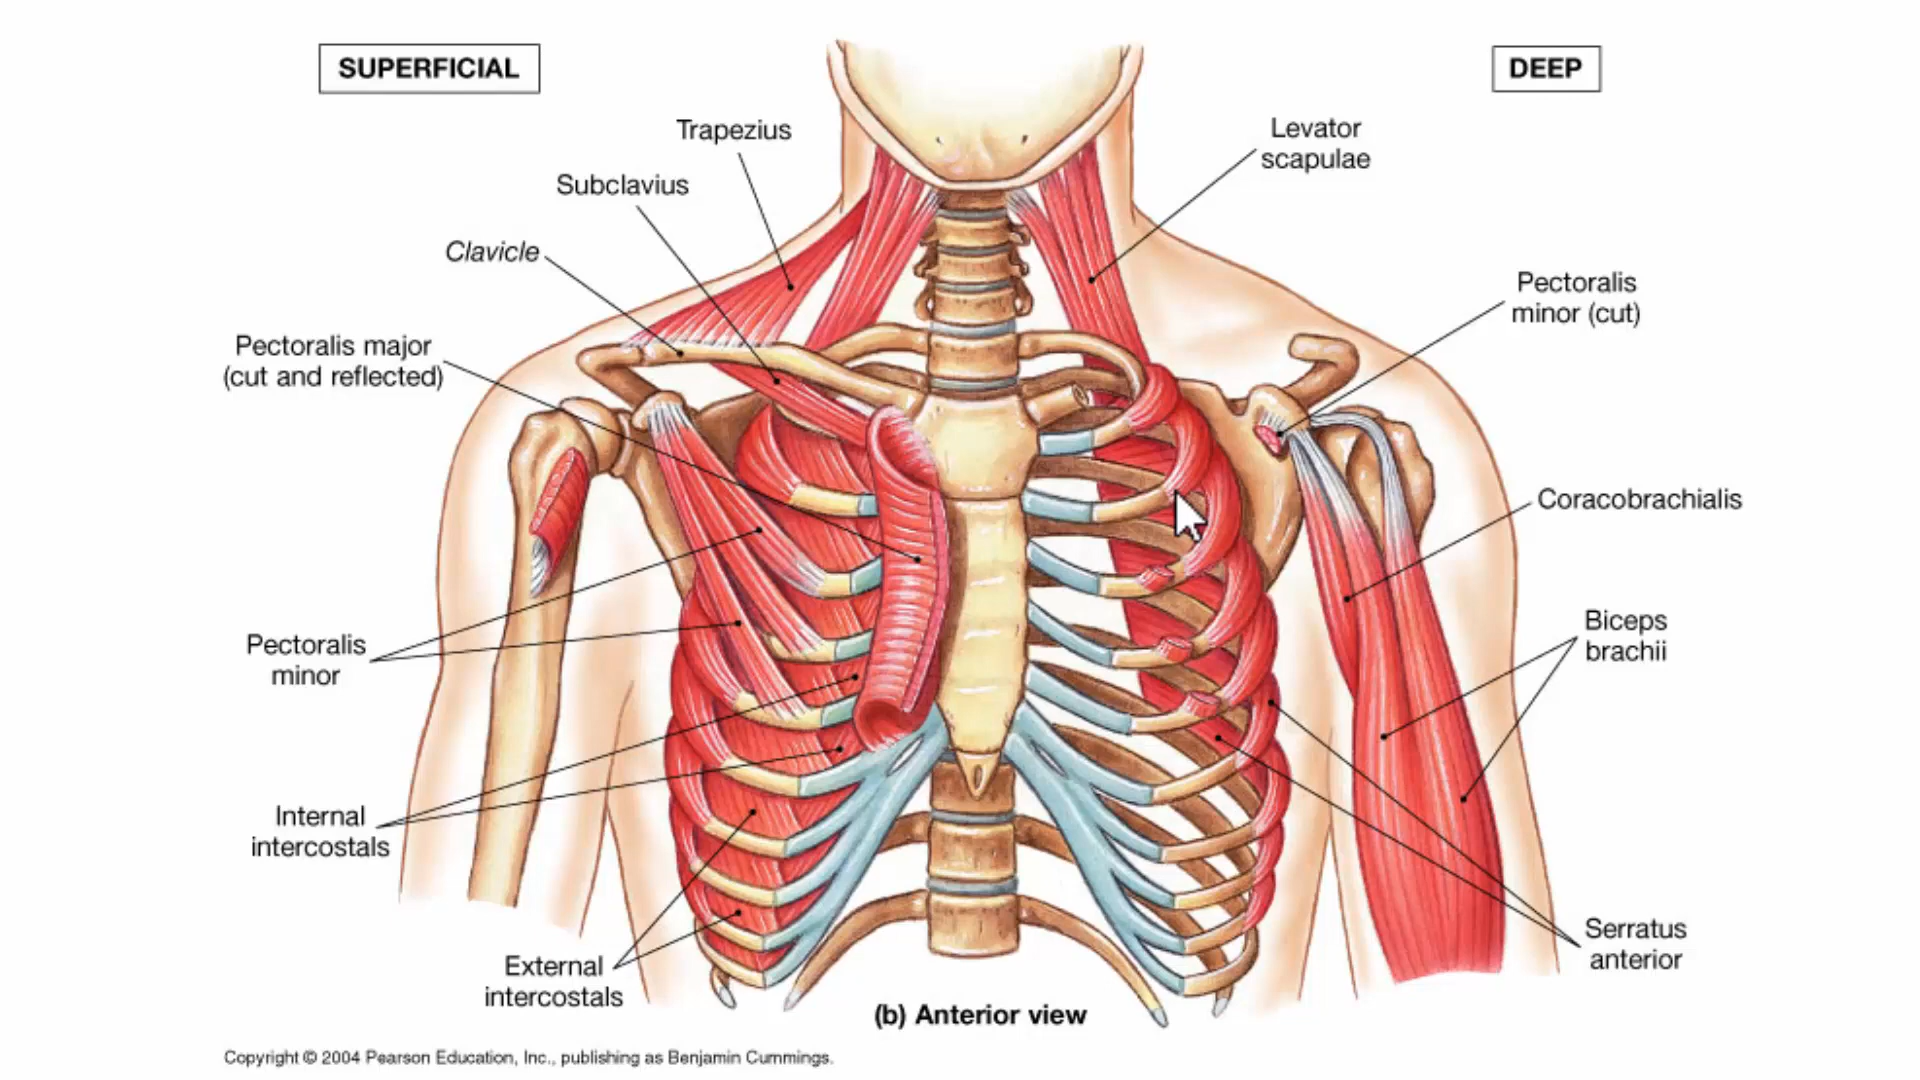 SUPERFICIAL
DEEP
Trapezius
Levator
scapulae
Subclavius
Clavicle
Pectoralis
minor (cut)
Pectoralis major
(cut and reflected)
Coracobrachialis
Biceps
brachii
Pectoralis
minor
Internal
intercostals
Serratus
anterior
External
intercostals
(b) Anterior view
Copyright © 2004 Pearson Education, Inc., publishing as Benjamin Cummings.